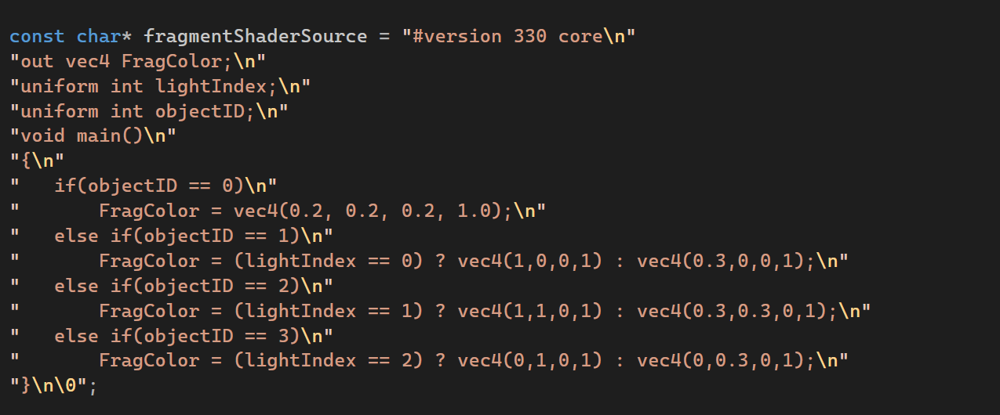 const char* fragmentShaderSource = "#version 330 core\n"
"out vec4 FragColor;\n"
"uniform int lightIndex;\n"
"uniform int objectID;\n"
"void main()\n"
"{\n"
"   if(objectID == 0)\n"
"       FragColor = vec4(0.2, 0.2, 0.2, 1.0);\n"
"   else if(objectID == 1)\n"
"       FragColor = (lightIndex == 0) ? vec4(1,0,0,1) : vec4(0.3,0,0,1);\n"
"   else if(objectID == 2)\n"
"       FragColor = (lightIndex == 1) ? vec4(1,1,0,1) : vec4(0.3,0.3,0,1);\n"
"   else if(objectID == 3)\n"
"       FragColor = (lightIndex == 2) ? vec4(0,1,0,1) : vec4(0,0.3,0,1);\n"
"}\n\0";